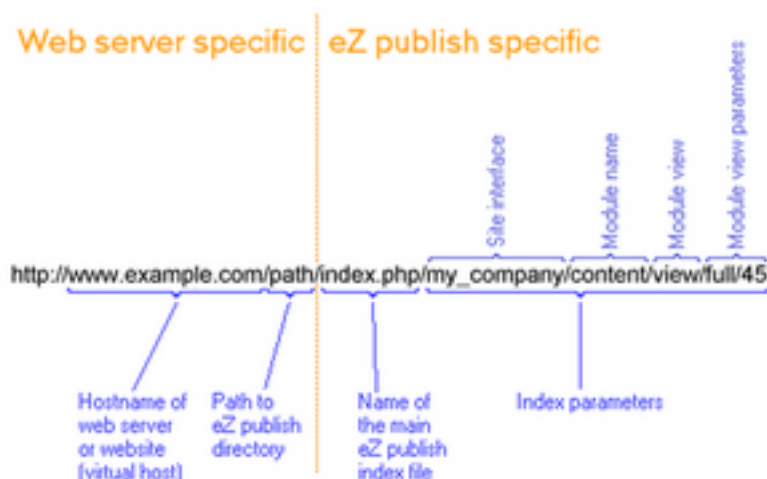 Web server specific
eZ publish specific
Site interface
Module name
Module view
Module view parameters
http://www.example.com/path/index.php/my_company/content/view/full/45
Hostname of
web server
or website
(virtual host)
Path to
eZ publish
directory
Name of
the main
eZ publish
index file
Index parameters